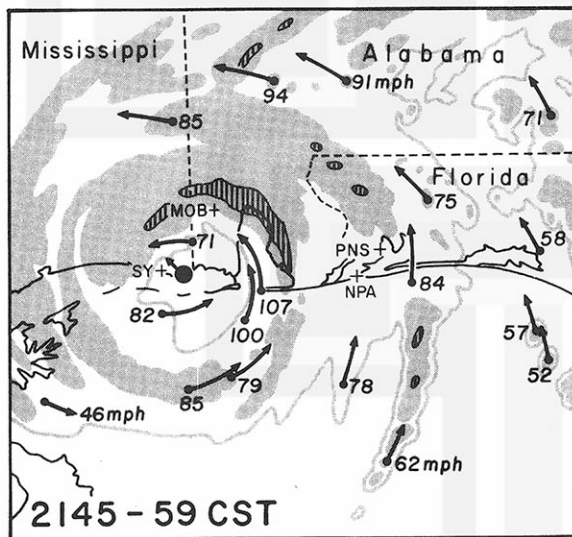 Mississippi
Alabama
94
91mph
85
71
Florida
75
MOB+
71
58
PNS+
SY+
+
NPA
84
82
107
100
57
79
78
52
85
46mph
62mph
2145 - 59 CST